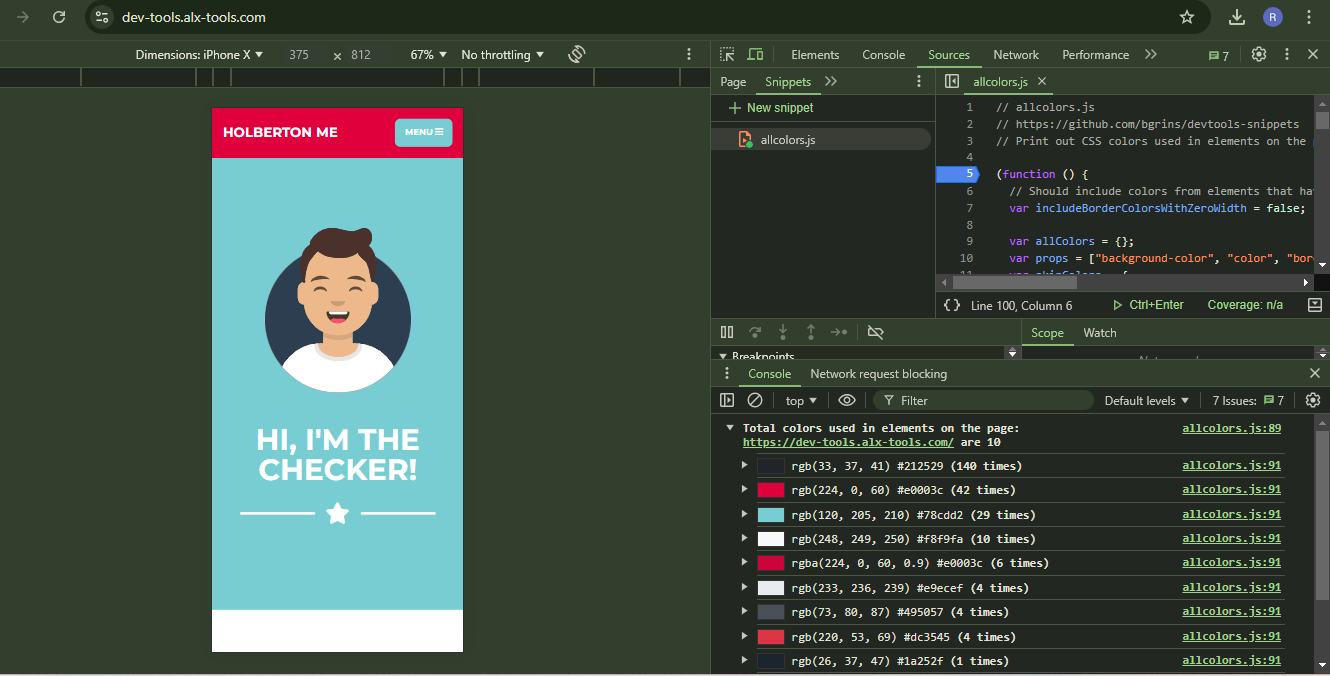 dev-tools.alx-tools.com
R
Dimensions: iPhone X 375 x 812 67% No throttling
HOLBERTON ME
MENU
HI, I'M THE
CHECKER!
Elements Console Sources Network Performance 7
Page Snippets
New snippet
allcolors.js
allcolors.js
1 // allcolors.js
2 // https://github.com/bgrins/devtools-snippets
3 // Print out CSS colors used in elements on the
4
5 (function () {
6 // Should include colors from elements that ha
7 var includeBorderColorsWithZeroWidth = false;
8
9 var allColors = {};
10 var props = ["background-color", "color", "bor
{} Line 100, Column 6 Ctrl+Enter Coverage: n/a
Scope Watch
Breakpoints
Console Network request blocking
top Filter Default levels 7 Issues: 7
Total colors used in elements on the page: allcolors.js:89
https://dev-tools.alx-tools.com/ are 10
rgb(33, 37, 41) #212529 (140 times) allcolors.js:91
rgb(224, 0, 60) #e0003c (42 times) allcolors.js:91
rgb(120, 205, 210) #78cdd2 (29 times) allcolors.js:91
rgb(248, 249, 250) #f8f9fa (10 times) allcolors.js:91
rgba(224, 0, 60, 0.9) #e0003c (6 times) allcolors.js:91
rgb(233, 236, 239) #e9ecef (4 times) allcolors.js:91
rgb(73, 80, 87) #495057 (4 times) allcolors.js:91
rgb(220, 53, 69) #dc3545 (4 times) allcolors.js:91
rgb(26, 37, 47) #1a252f (1 times) allcolors.js:91